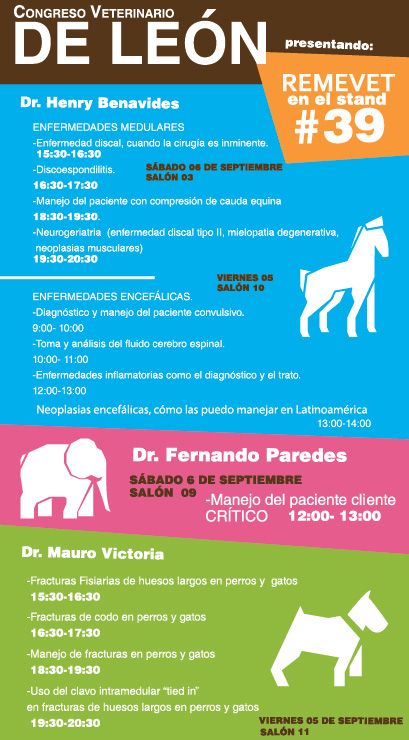 CONGRESO VETERINARIO
DE LEÓN
presentando:
REMEVET
en el stand
#39
Dr. Henry Benavides
ENFERMEDADES MEDULARES
-Enfermedad discal, cuando la cirugía es inminente.
15:30-16:30
-Discoespondilitis.
SÁBADO 06 DE SEPTIEMBRE
SALÓN 03
16:30-17:30
-Manejo del paciente con compresión de cauda equina
18:30-19:30.
-Neurogeriatria (enfermedad discal tipo II, mielopatia degenerativa,
neoplasias musculares)
19:30-20:30
VIERNES 05
SALÓN 10
ENFERMEDADES ENCEFÁLICAS.
-Diagnóstico y manejo del paciente convulsivo.
9:00- 10:00
-Toma y análisis del fluido cerebro espinal.
10:00- 11:00
-Enfermedades inflamatorias como el diagnóstico y el trato.
12:00-13:00
Neoplasias encefálicas, cómo las puedo manejar en Latinoamérica
13:00-14:00
Dr. Fernando Paredes
SÁBADO 6 DE SEPTIEMBRE
SALÓN 09
-Manejo del paciente cliente
CRÍTICO 12:00- 13:00
Dr. Mauro Victoria
-Fracturas Fisiarias de huesos largos en perros y gatos
15:30-16:30
-Fracturas de codo en perros y gatos
16:30-17:30
-Manejo de fracturas en perros y gatos
18:30-19:30
-Uso del clavo intramedular “tied in”
en fracturas de huesos largos en perros y gatos
19:30-20:30
VIERNES 05 DE SEPTIEMBRE
SALÓN 11